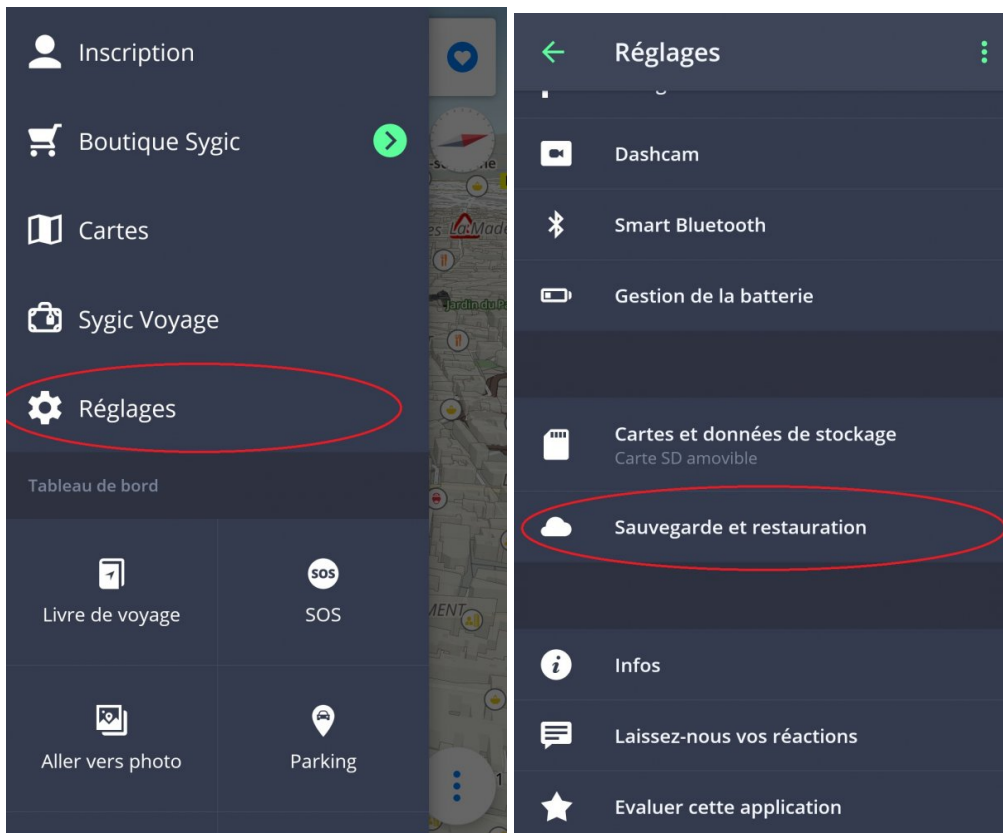 Inscription
Boutique Sygic
Cartes
Sygic Voyage
Réglages
Tableau de bord
Livre de voyage
SOS
SOS
Aller vers photo
Parking
Réglages
Dashcam
Smart Bluetooth
Gestion de la batterie
Cartes et données de stockage
Carte SD amovible
Sauvegarde et restauration
Infos
Laissez-nous vos réactions
Evaluer cette application